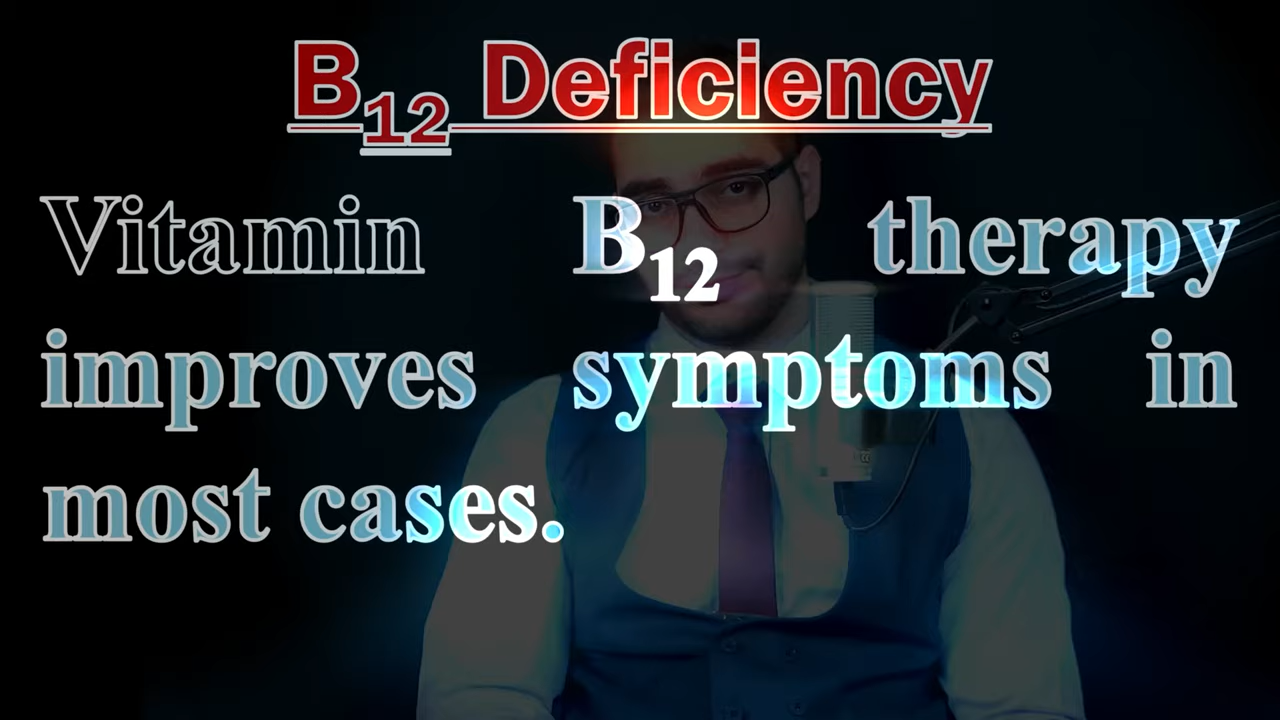 B₁₂ Deficiency
Vitamin B₁₂ therapy
improves symptoms in
most cases.